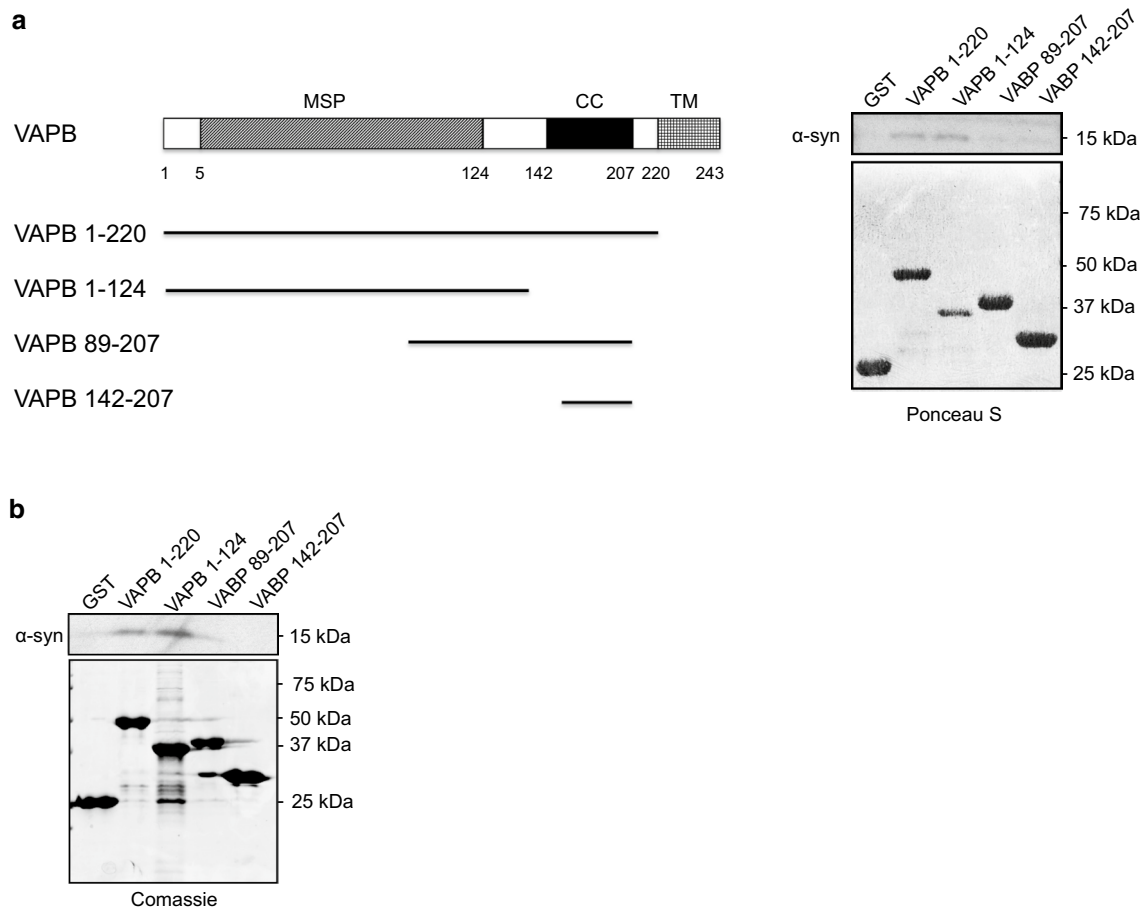 a
MSP CC TM
VAPB
1 5 124 142 207 220 243
VAPB 1-220
VAPB 1-124
VAPB 89-207
VAPB 142-207
GST VAPB 1-220 VAPB 1-124 VABP 89-207 VABP 142-207
α-syn 15 kDa
75 kDa
50 kDa
37 kDa
25 kDa
Ponceau S
b
GST VAPB 1-220 VAPB 1-124 VABP 89-207 VABP 142-207
α-syn 15 kDa
75 kDa
50 kDa
37 kDa
25 kDa
Comassie